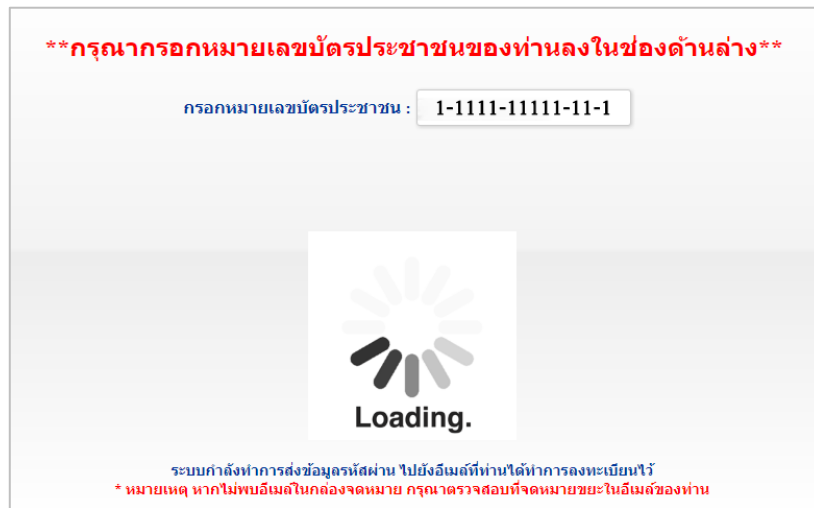 **กรุณากรอกหมายเลขบัตรประชาชนของท่านลงในช่องด้านล่าง**
กรอกหมายเลขบัตรประชาชน : 1-1111-11111-11-1
Loading.
ระบบกำลังทำการส่งข้อมูลรหัสผ่าน ไปยังอีเมล์ที่ท่านได้ทำการลงทะเบียนไว้
* หมายเหตุ หากไม่พบอีเมล์ในกล่องจดหมาย กรุณาตรวจสอบที่จดหมายขยะในอีเมล์ของท่าน